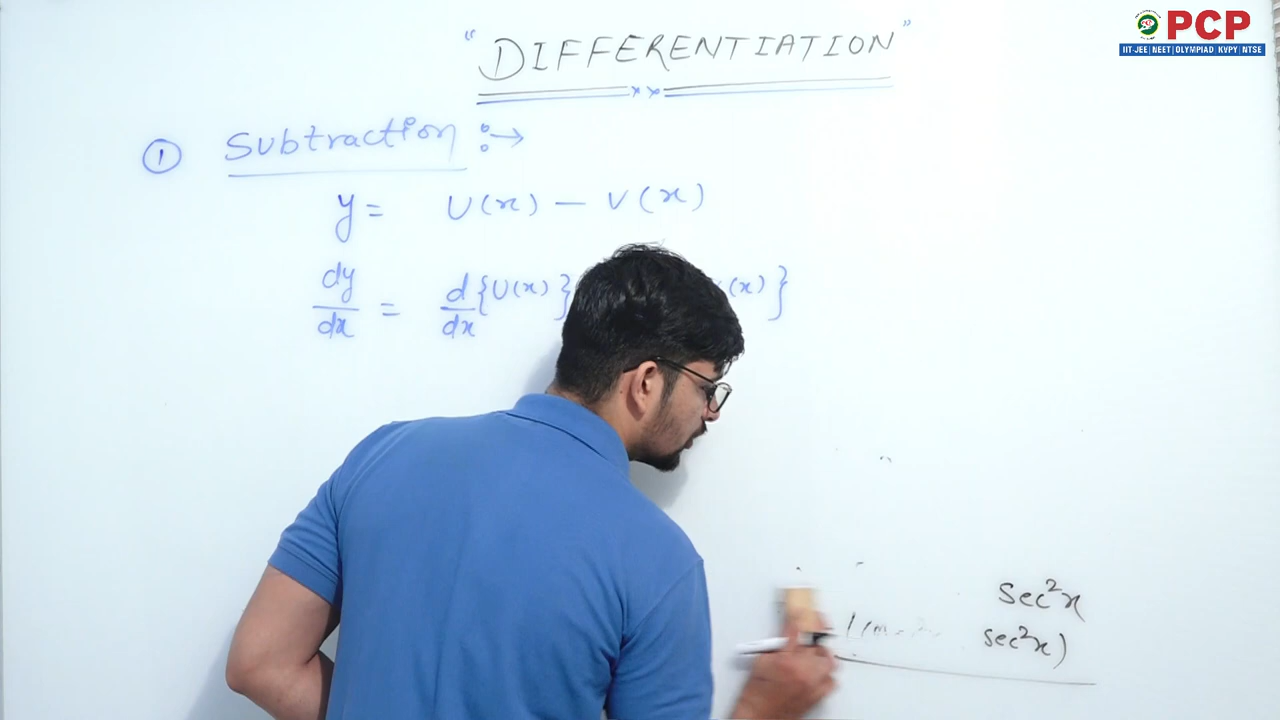 PCP
IIT-JEE | NEET | OLYMPIAD KVPY | NTSE
"DIFFERENTIATION"
① Subtraction :→
y = U(x) − V(x)
dy/dx = d/dx {U(x)} (x)}
sec²x
sec²x)